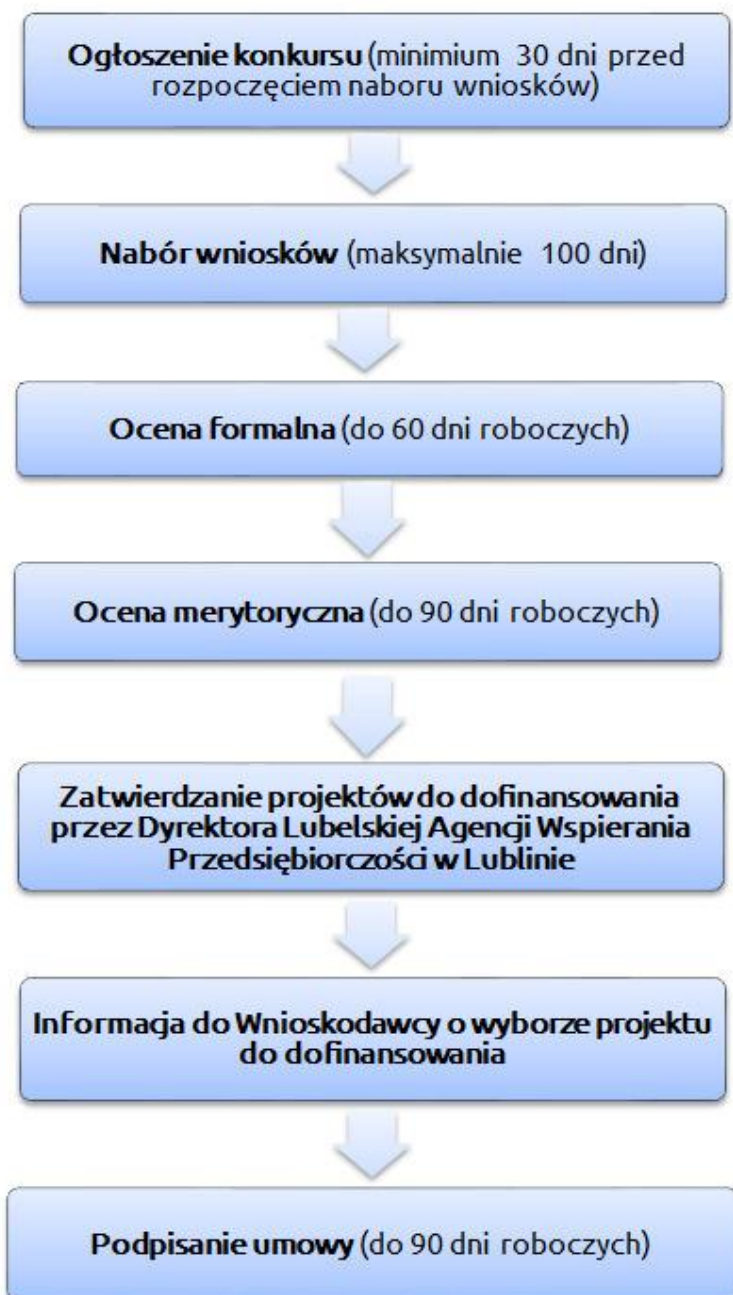 Ogłoszenie konkursu (minimium 30 dni przed
rozpoczęciem naboru wniosków)
Nabór wniosków (maksymalnie 100 dni)
Ocena formalna (do 60 dni roboczych)
Ocena merytoryczna (do 90 dni roboczych)
Zatwierdzanie projektów do dofinansowania
przez Dyrektora Lubelskiej Agencji Wspierania
Przedsiębiorczości w Lublinie
Informacja do Wnioskodawcy o wyborze projektu
do dofinansowania
Podpisanie umowy (do 90 dni roboczych)